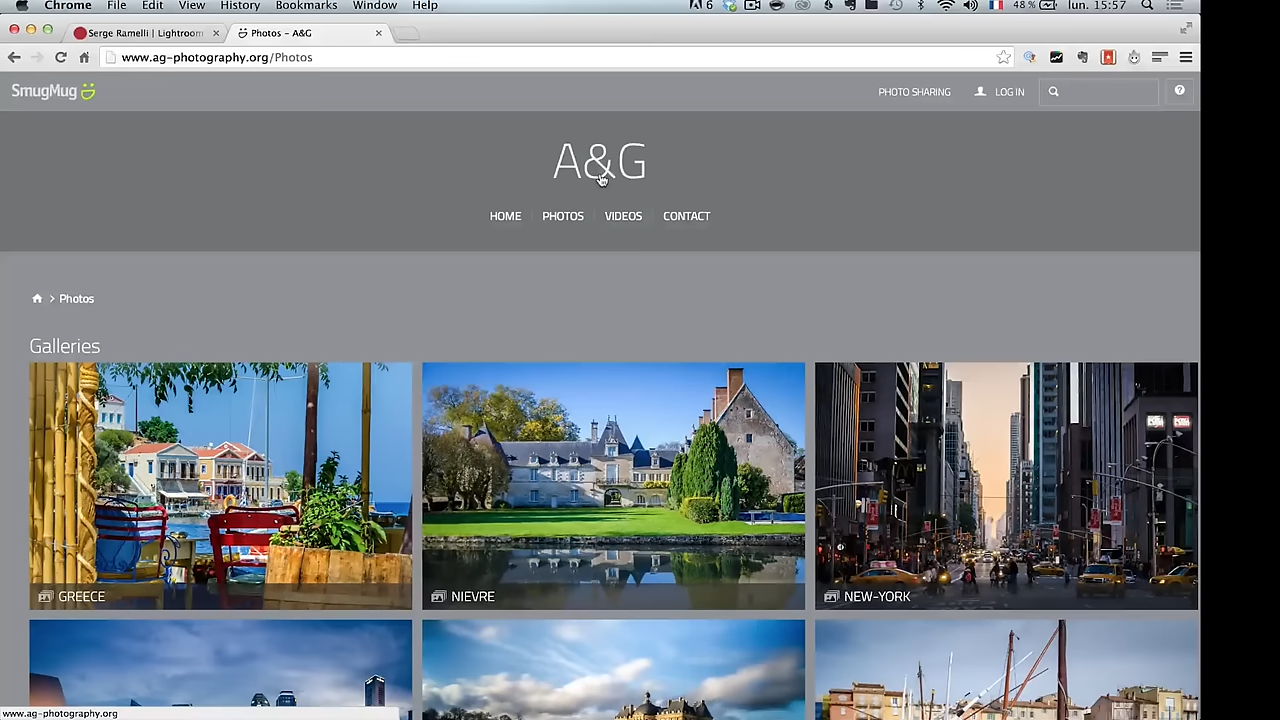 Chrome File Edit View History Bookmarks Window Help 6 48 % lun. 15:57
Serge Ramelli | Lightroom Photos - A&G
www.ag-photography.org/Photos
SmugMug PHOTO SHARING LOG IN ?
A&G
HOME PHOTOS VIDEOS CONTACT
> Photos
Galleries
GREECE NIEVRE NEW-YORK
www.ag-photography.org